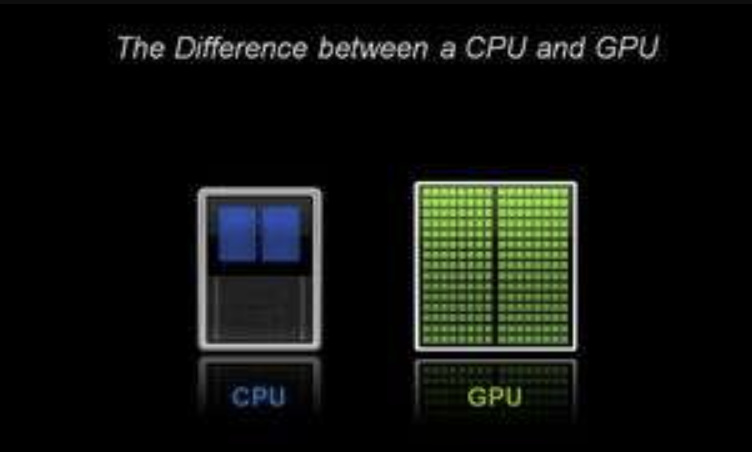 The Difference between a CPU and GPU
CPU
GPU